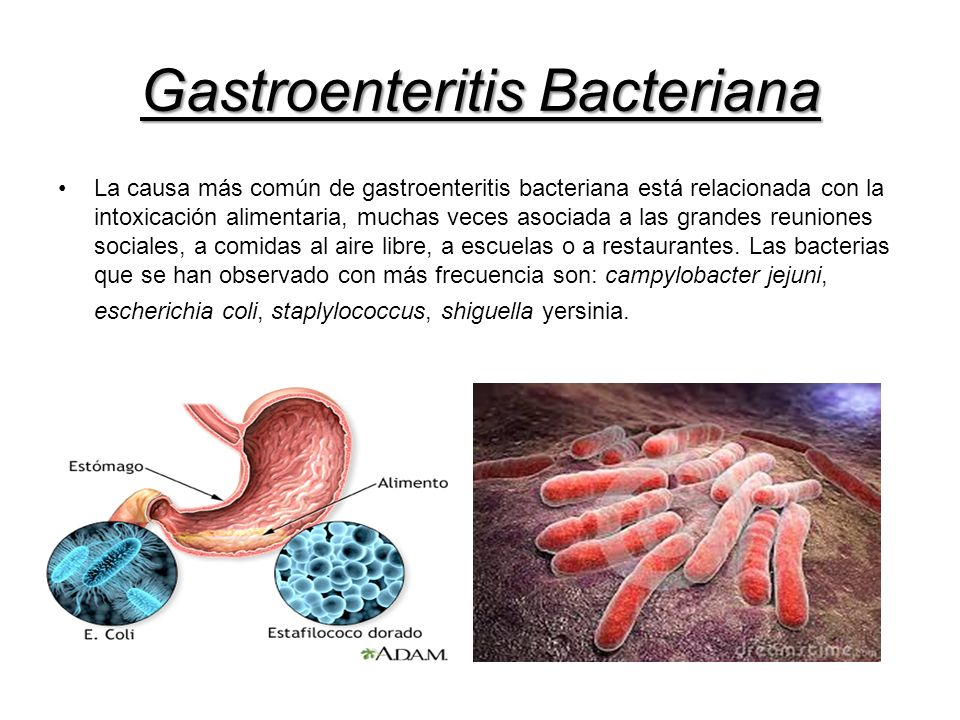 Gastroenteritis Bacteriana
• La causa más común de gastroenteritis bacteriana está relacionada con la
intoxicación alimentaria, muchas veces asociada a las grandes reuniones
sociales, a comidas al aire libre, a escuelas o a restaurantes. Las bacterias
que se han observado con más frecuencia son: campylobacter jejuni,
escherichia coli, staplylococcus, shiguella yersinia.
Estómago
Alimento
E. Coli
Estafilococo dorado
ADAM.
dreamstime.com